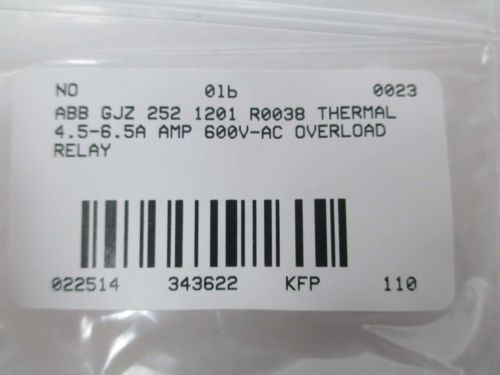 NO 0lb 0023
ABB GJZ 252 1201 R0038 THERMAL
4.5-6.5A AMP 600V-AC OVERLOAD
RELAY
022514 343622 KFP 110